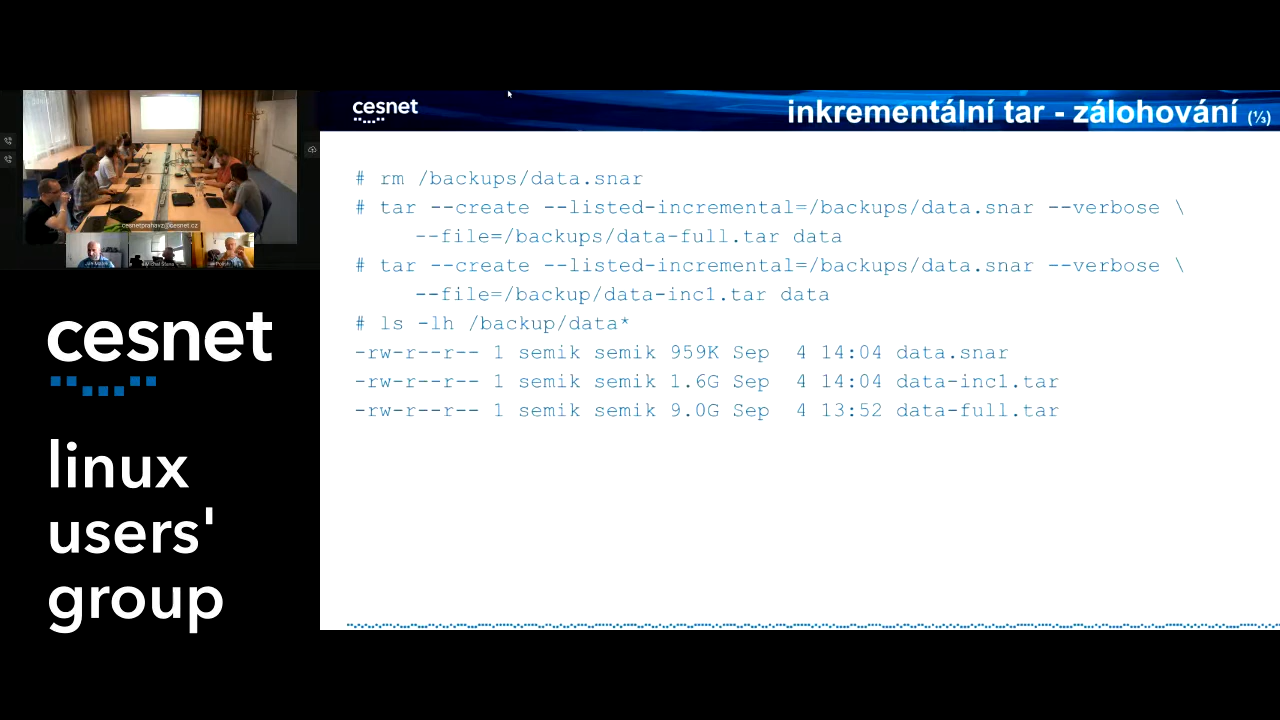 cesnet
inkrementální tar - zálohování (⅓)
# rm /backups/data.snar
# tar --create --listed-incremental=/backups/data.snar --verbose \
--file=/backups/data-full.tar data
# tar --create --listed-incremental=/backups/data.snar --verbose \
--file=/backup/data-inc1.tar data
# ls -lh /backup/data*
-rw-r--r-- 1 semik semik 959K Sep  4 14:04 data.snar
-rw-r--r-- 1 semik semik 1.6G Sep  4 14:04 data-inc1.tar
-rw-r--r-- 1 semik semik 9.0G Sep  4 13:52 data-full.tar
cesnetprahavz@cesnet.cz
cesnet
linux
users'
group